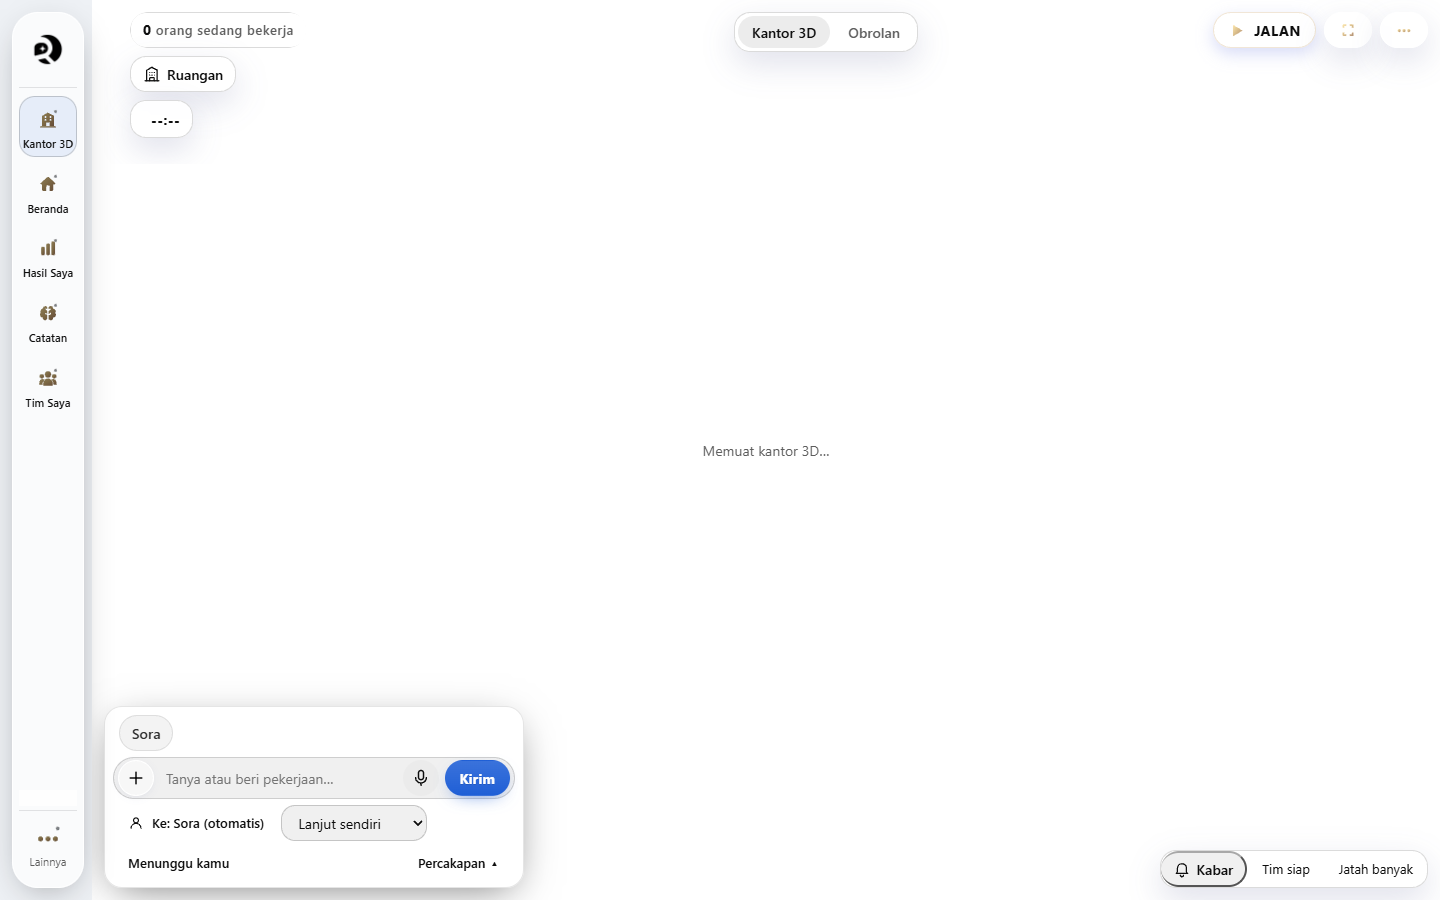 0 orang sedang bekerja
Kantor 3D
Obrolan
JALAN
Ruangan
--:--
Kantor 3D
Beranda
Hasil Saya
Catatan
Tim Saya
Lainnya
Memuat kantor 3D...
Sora
Tanya atau beri pekerjaan...
Kirim
Ke: Sora (otomatis)
Lanjut sendiri
Menunggu kamu
Percakapan
Kabar
Tim siap
Jatah banyak